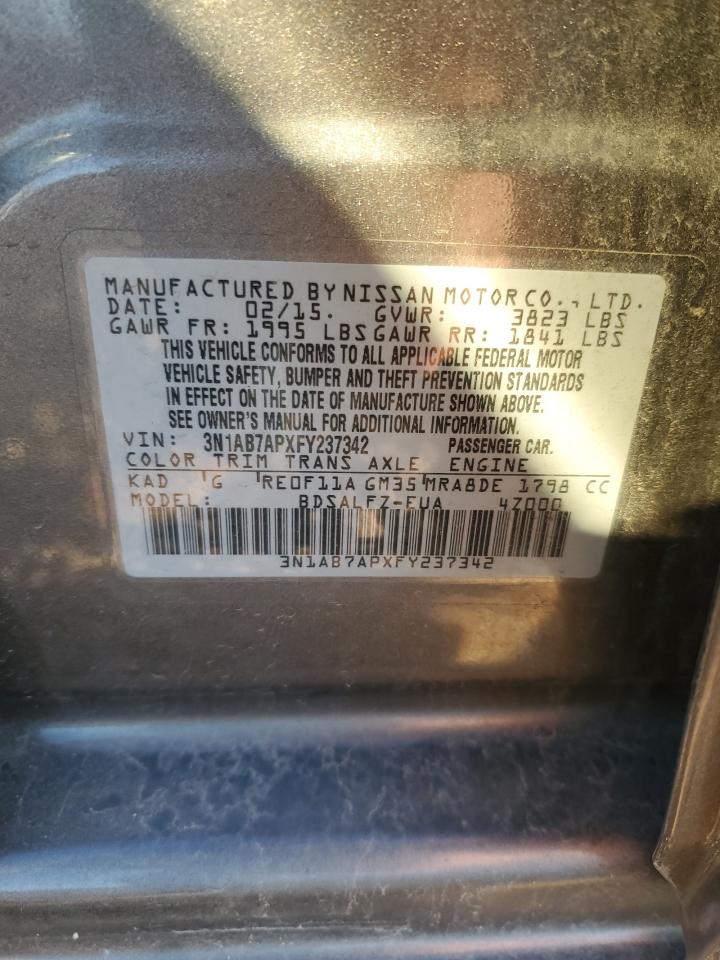 MANUFACTURED BY NISSAN MOTOR CO., LTD.
DATE: 02/15. GVWR: 3823 LBS
GAWR FR: 1995 LBS GAWR RR: 1841 LBS
THIS VEHICLE CONFORMS TO ALL APPLICABLE FEDERAL MOTOR
VEHICLE SAFETY, BUMPER AND THEFT PREVENTION STANDARDS
IN EFFECT ON THE DATE OF MANUFACTURE SHOWN ABOVE.
SEE OWNER'S MANUAL FOR ADDITIONAL INFORMATION.
VIN: 3N1AB7APXFY237342 PASSENGER CAR.
COLOR TRIM TRANS AXLE ENGINE
KAD G RE0F11A GM35 MRA8DE 1798 CC
MODEL: BDSALFZ-EUA 4Z000
3N1AB7APXFY237342